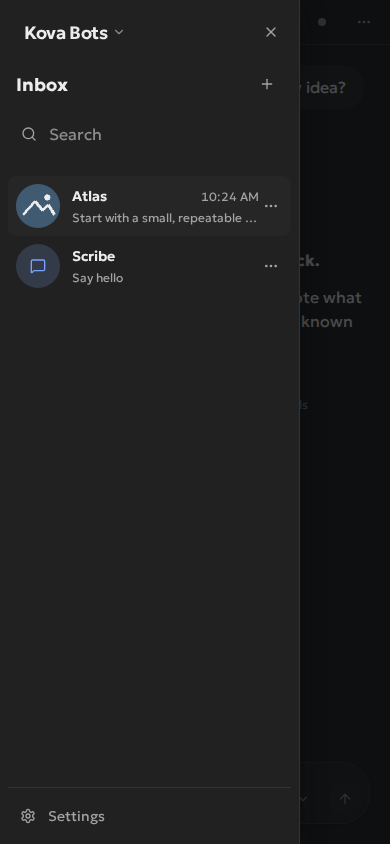 Kova Bots
Inbox
Search
Atlas
10:24 AM
Start with a small, repeatable ...
Scribe
Say hello
idea?
ote what
known
Settings